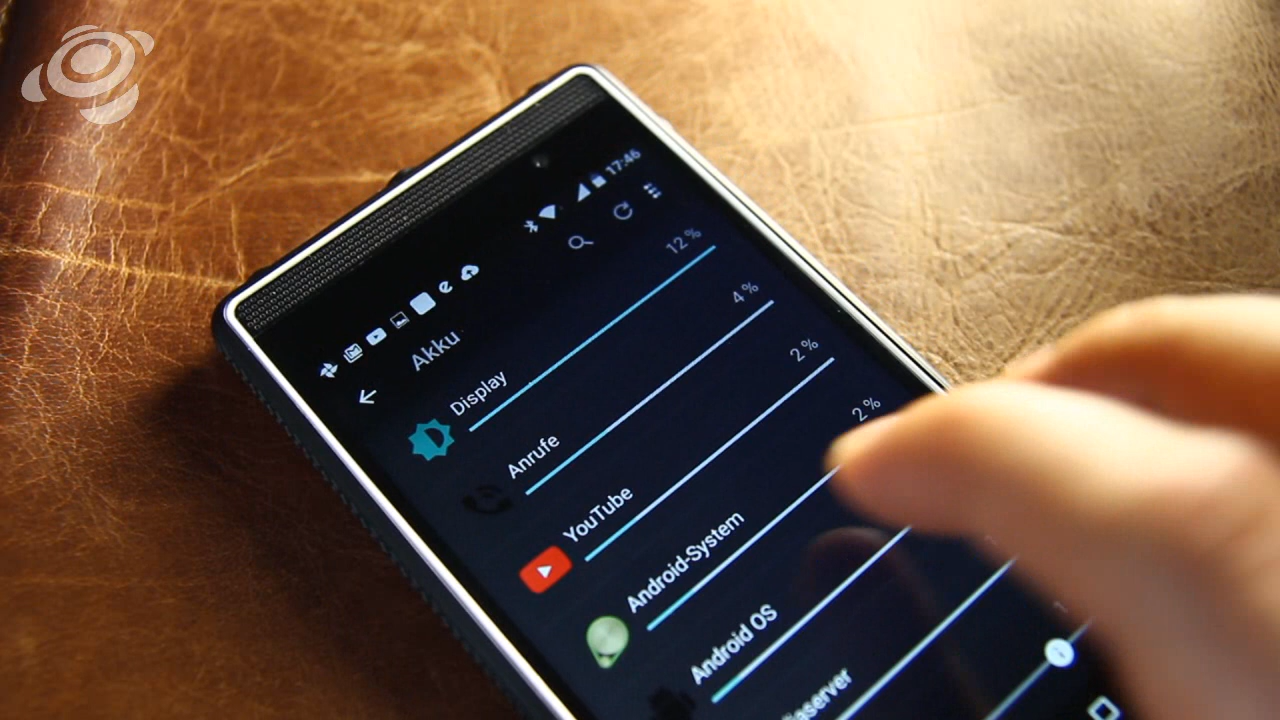 17:46
Akku
Display 12 %
Anrufe 4 %
YouTube 2 %
Android-System 2 %
Android OS